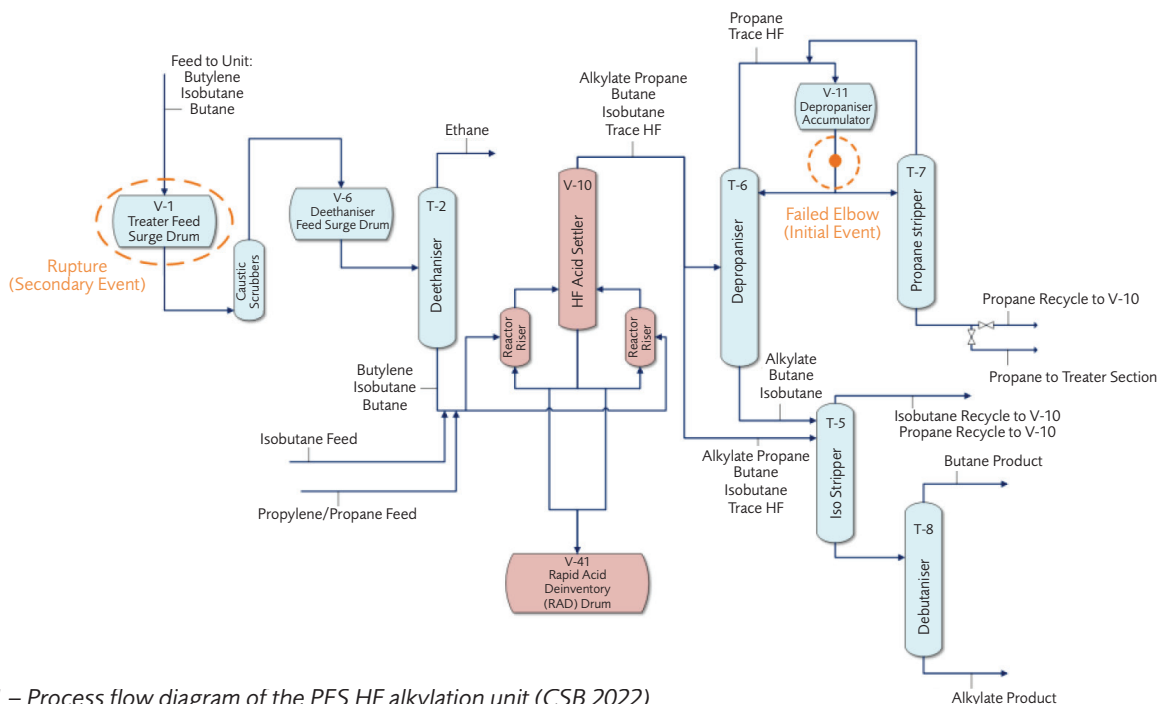 Feed to Unit:
Butylene
Isobutane
Butane
V-1
Treater Feed
Surge Drum
Rupture
(Secondary Event)
Caustic
Scrubbers
V-6
Deethaniser
Feed Surge Drum
Ethane
T-2
Deethaniser
Butylene
Isobutane
Butane
Isobutane Feed
Propylene/Propane Feed
Alkylate Propane
Butane
Isobutane
Trace HF
V-10
HF Acid Settler
Reactor
Riser
Reactor
Riser
V-41
Rapid Acid
Deinventory
(RAD) Drum
Propane
Trace HF
V-11
Depropaniser
Accumulator
T-6
Depropaniser
Failed Elbow
(Initial Event)
T-7
Propane stripper
Propane Recycle to V-10
Propane to Treater Section
Alkylate
Butane
Isobutane
Alkylate Propane
Butane
Isobutane
Trace HF
T-5
Iso Stripper
Isobutane Recycle to V-10
Propane Recycle to V-10
Butane Product
T-8
Debutaniser
Alkylate Product
– Process flow diagram of the PES HF alkylation unit (CSB 2022)